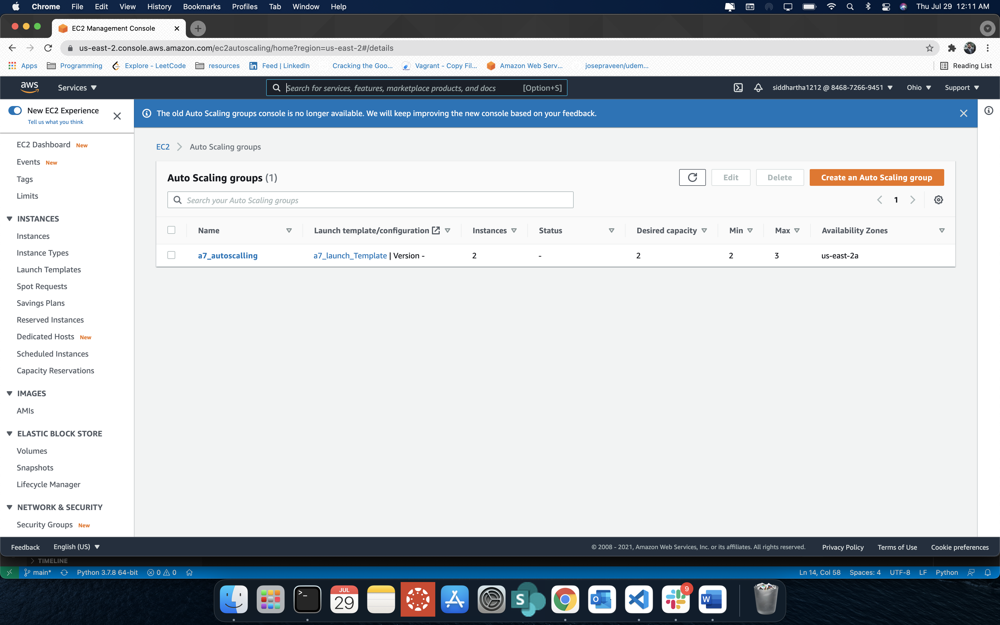 Chrome File Edit View History Bookmarks Profiles Tab Window Help Thu Jul 29 12:11 AM
EC2 Management Console
us-east-2.console.aws.amazon.com/ec2autoscaling/home?region=us-east-2#/details
Apps Programming Explore - LeetCode resources Feed | LinkedIn Cracking the Goo... Vagrant - Copy Fil... Amazon Web Serv... josepraveen/udem... Reading List
aws Services Search for services, features, marketplace products, and docs [Option+S] siddhartha1212 @ 8468-7266-9451 Ohio Support
New EC2 Experience
Tell us what you think
The old Auto Scaling groups console is no longer available. We will keep improving the new console based on your feedback.
EC2 Dashboard New
Events New
Tags
Limits
INSTANCES
Instances
Instance Types
Launch Templates
Spot Requests
Savings Plans
Reserved Instances
Dedicated Hosts New
Scheduled Instances
Capacity Reservations
IMAGES
AMIs
ELASTIC BLOCK STORE
Volumes
Snapshots
Lifecycle Manager
NETWORK & SECURITY
Security Groups New
EC2 Auto Scaling groups
Auto Scaling groups (1) Edit Delete Create an Auto Scaling group
Search your Auto Scaling groups 1
Name Launch template/configuration Instances Status Desired capacity Min Max Availability Zones
a7_autoscalling a7_launch_Template | Version - 2 - 2 2 3 us-east-2a
Feedback English (US) © 2008 - 2021, Amazon Web Services, Inc. or its affiliates. All rights reserved. Privacy Policy Terms of Use Cookie preferences
TIMELINE
main* Python 3.7.8 64-bit 0 0 Ln 14, Col 58 Spaces: 4 UTF-8 LF Python
JUL
29
S
O
9
W